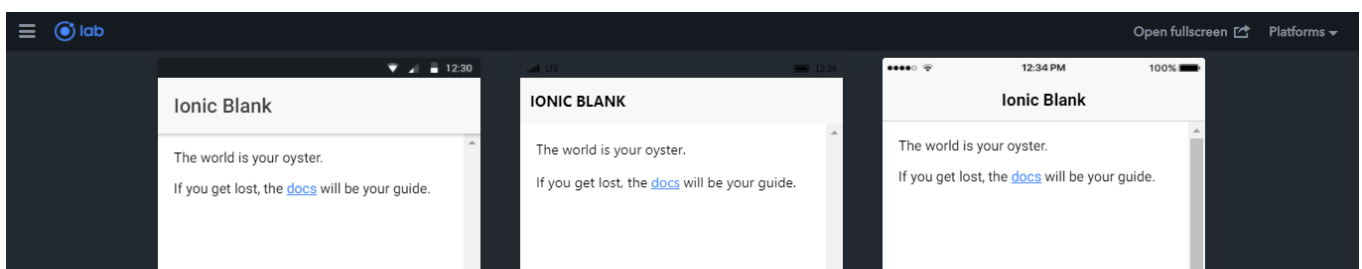 lab
Open fullscreen
Platforms
12:30
Ionic Blank
The world is your oyster.
If you get lost, the docs will be your guide.
LTE
12:34
IONIC BLANK
The world is your oyster.
If you get lost, the docs will be your guide.
12:34 PM
100%
Ionic Blank
The world is your oyster.
If you get lost, the docs will be your guide.